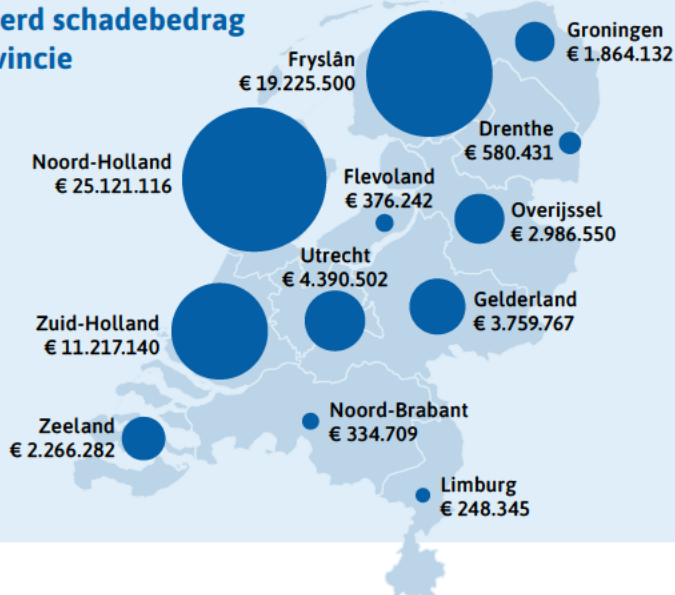 schadebedrag
Groningen
€ 1.864.132
Fryslân
€ 19.225.500
Drenthe
€ 580.431
Noord-Holland
€ 25.121.116
Flevoland
€ 376.242
Overijssel
€ 2.986.550
Utrecht
€ 4.390.502
Gelderland
€ 3.759.767
Zuid-Holland
€ 11.217.140
Noord-Brabant
€ 334.709
Zeeland
€ 2.266.282
Limburg
€ 248.345